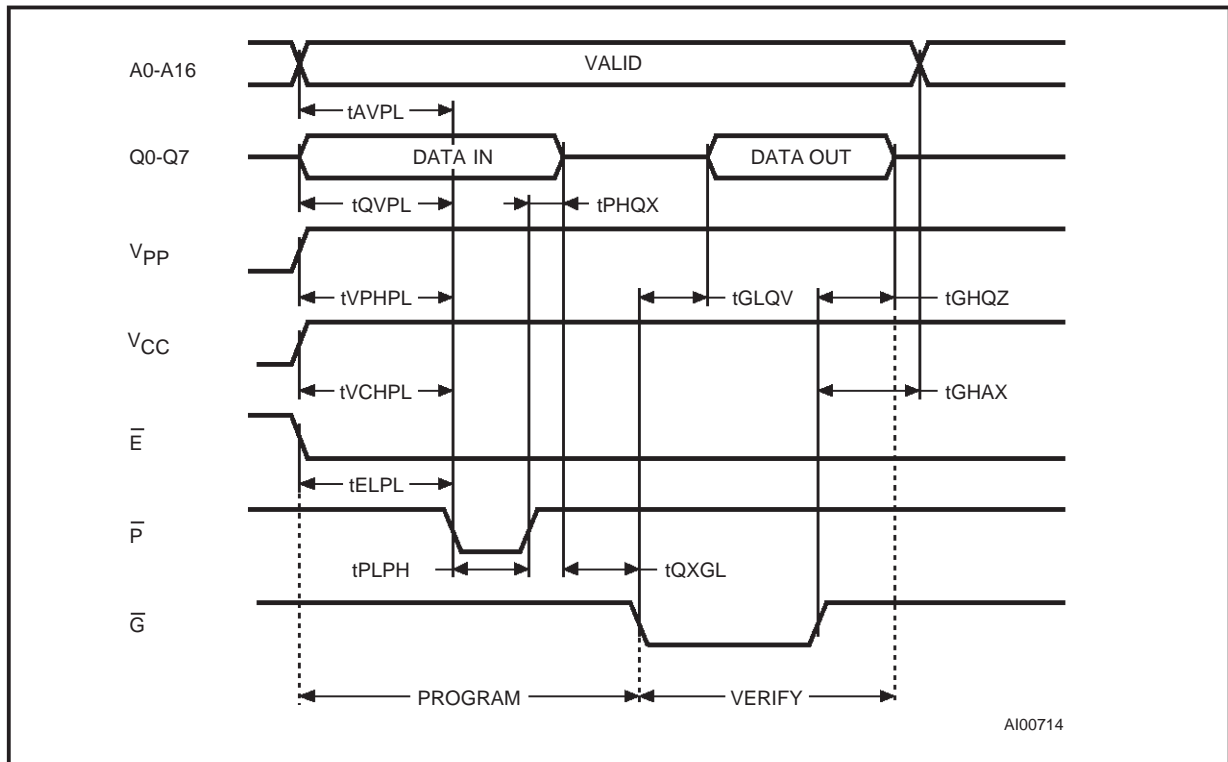 A0-A16
VALID
tAVPL
Q0-Q7
DATA IN
DATA OUT
tQVPL
tPHQX
VPP
tVPHPL
tGLQV
tGHQZ
VCC
tVCHPL
tGHAX
E̅
tELPL
P̅
tPLPH
tQXGL
G̅
PROGRAM
VERIFY
AI00714